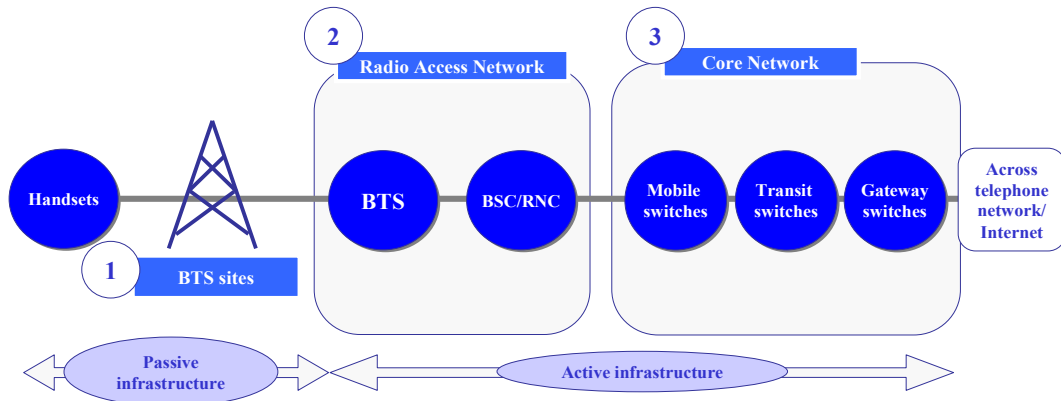 2
3
Radio Access Network
Core Network
Handsets
BTS
BSC/RNC
Mobile
switches
Transit
switches
Gateway
switches
Across
telephone
network/
Internet
1
BTS sites
Passive
infrastructure
Active infrastructure